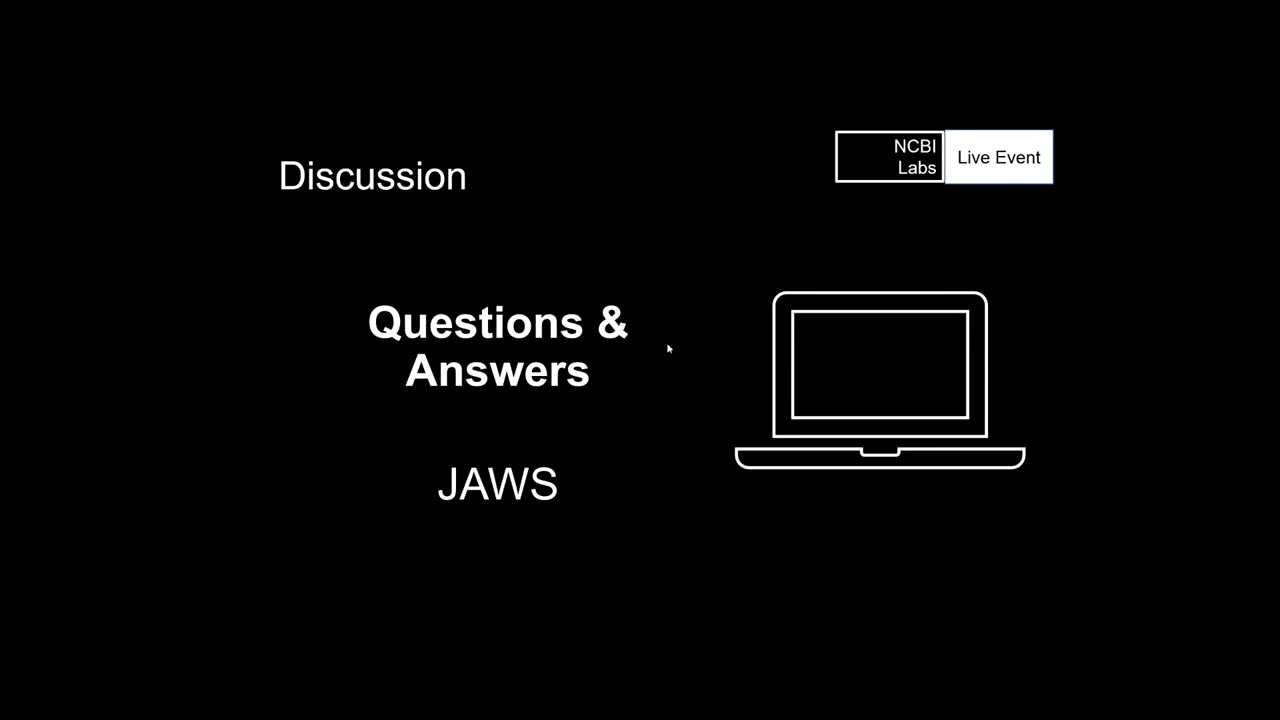 Discussion
NCBI
Labs
Live Event
Questions &
Answers
JAWS